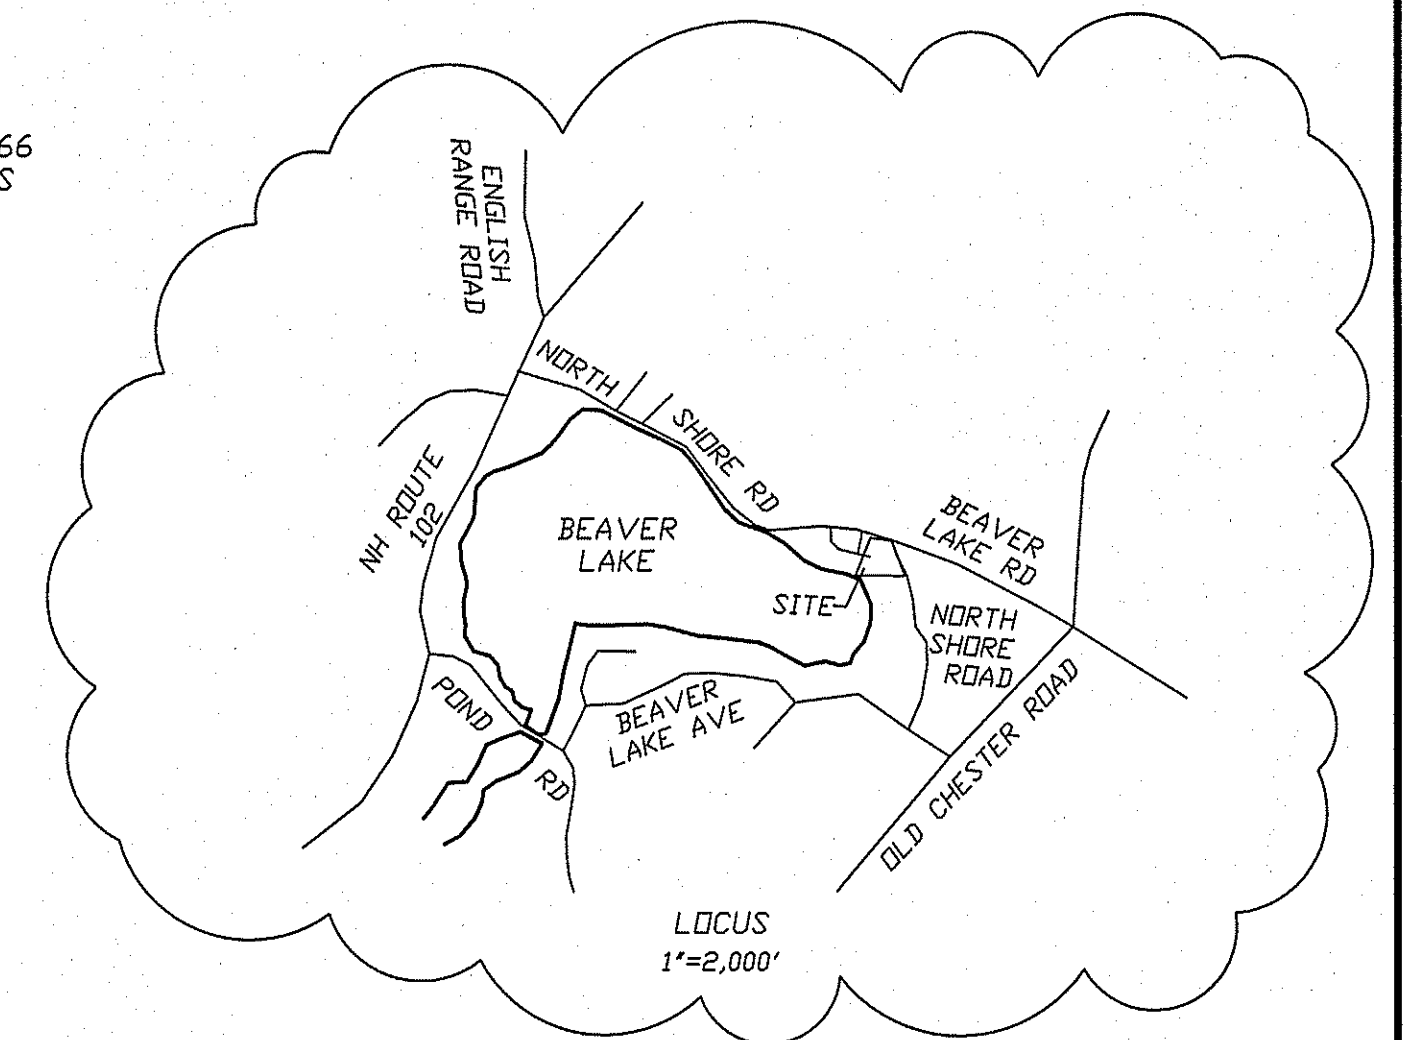 66
S
ENGLISH
RANGE ROAD
NORTH
SHORE RD
NH ROUTE
102
BEAVER
LAKE
BEAVER
LAKE RD
SITE
NORTH
SHORE
ROAD
POND
RD
BEAVER
LAKE AVE
OLD CHESTER ROAD
LOCUS
1"=2,000'